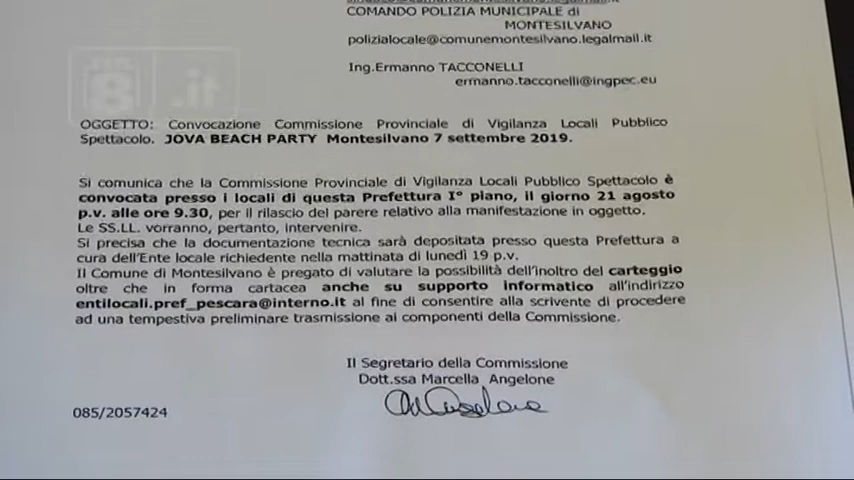 COMANDO POLIZIA MUNICIPALE di
MONTESILVANO
polizialocale@comunemontesilvano.legalmail.it
Ing.Ermanno TACCONELLI
ermanno.tacconelli@ingpec.eu
8
.it
OGGETTO: Convocazione Commissione Provinciale di Vigilanza Locali Pubblico
Spettacolo. JOVA BEACH PARTY Montesilvano 7 settembre 2019.
Si comunica che la Commissione Provinciale di Vigilanza Locali Pubblico Spettacolo è
convocata presso i locali di questa Prefettura I° piano, il giorno 21 agosto
p.v. alle ore 9.30, per il rilascio del parere relativo alla manifestazione in oggetto.
Le SS.LL. vorranno, pertanto, intervenire.
Si precisa che la documentazione tecnica sarà depositata presso questa Prefettura a
cura dell'Ente locale richiedente nella mattinata di lunedì 19 p.v.
Il Comune di Montesilvano è pregato di valutare la possibilità dell'inoltro del carteggio
oltre che in forma cartacea anche su supporto informatico all'indirizzo
entilocali.pref_pescara@interno.it al fine di consentire alla scrivente di procedere
ad una tempestiva preliminare trasmissione ai componenti della Commissione.
Il Segretario della Commissione
Dott.ssa Marcella Angelone
085/2057424